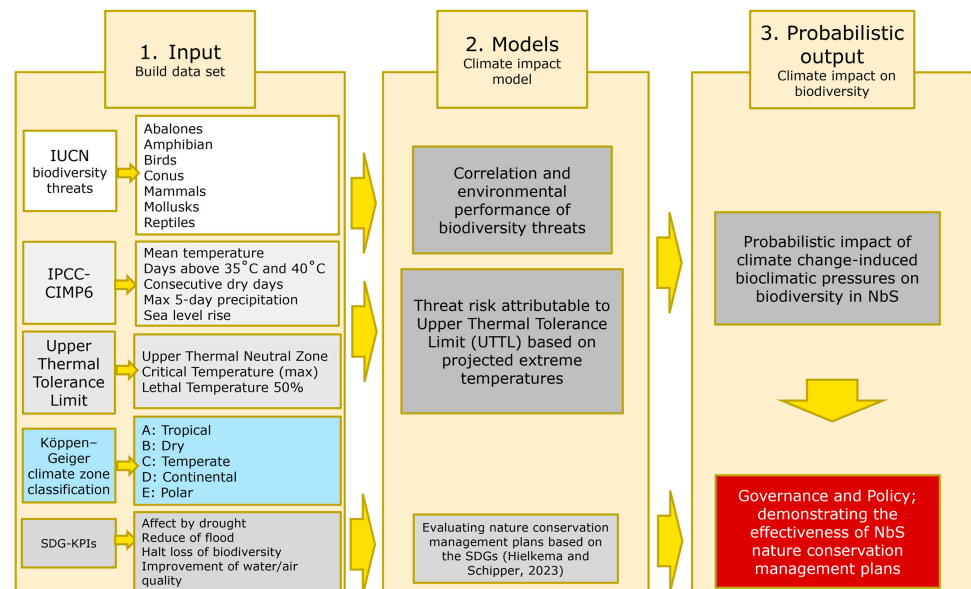 1. Input
Build data set
IUCN
biodiversity
threats
Abalones
Amphibian
Birds
Conus
Mammals
Mollusks
Reptiles
IPCC-
CIMP6
Mean temperature
Days above 35˚C and 40˚C
Consecutive dry days
Max 5-day precipitation
Sea level rise
Upper
Thermal
Tolerance
Limit
Upper Thermal Neutral Zone
Critical Temperature (max)
Lethal Temperature 50%
Köppen–
Geiger
climate zone
classification
A: Tropical
B: Dry
C: Temperate
D: Continental
E: Polar
SDG-KPIs
Affect by drought
Reduce of flood
Halt loss of biodiversity
Improvement of water/air
quality
2. Models
Climate impact
model
Correlation and
environmental
performance of
biodiversity threats
Threat risk attributable to
Upper Thermal Tolerance
Limit (UTTL) based on
projected extreme
temperatures
Evaluating nature conservation
management plans based on
the SDGs (Hielkema and
Schipper, 2023)
3. Probabilistic
output
Climate impact on
biodiversity
Probabilistic impact of
climate change-induced
bioclimatic pressures on
biodiversity in NbS
Governance and Policy;
demonstrating the
effectiveness of NbS
nature conservation
management plans